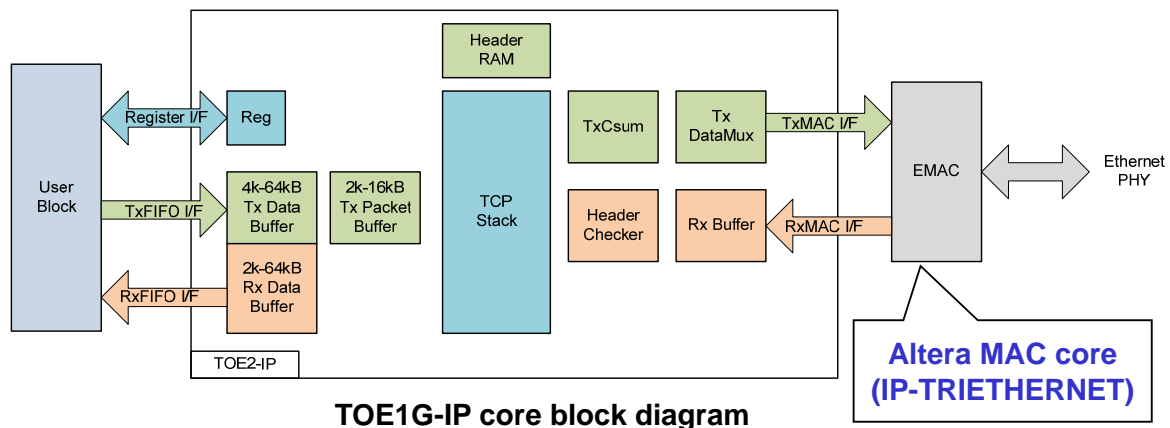 Header
RAM
User
Block
Register I/F
Reg
TxCsum
Tx
DataMux
TxMAC I/F
EMAC
Ethernet
PHY
TxFIFO I/F
4k-64kB
Tx Data
Buffer
2k-16kB
Tx Packet
Buffer
TCP
Stack
Header
Checker
Rx Buffer
RxMAC I/F
RxFIFO I/F
2k-64kB
Rx Data
Buffer
TOE2-IP
Altera MAC core
(IP-TRIETHERNET)
TOE1G-IP core block diagram